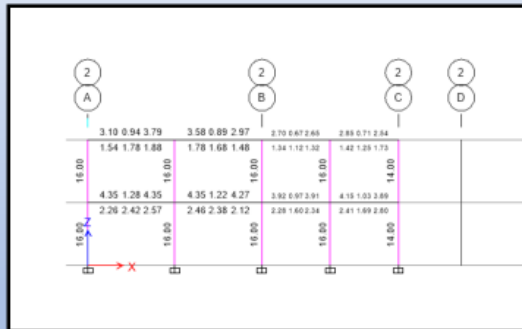 2 2 2 2
A B C D
3.10 0.94 3.79 3.58 0.89 2.97 2.70 0.67 2.65 2.85 0.71 2.54
1.54 1.78 1.88 1.78 1.68 1.48 1.34 1.12 1.32 1.42 1.25 1.73
16.00 16.00 16.00 16.00 14.00
4.35 1.28 4.35 4.35 1.22 4.27 3.92 0.97 3.91 4.15 1.03 3.89
2.26 2.42 2.57 2.46 2.38 2.12 2.28 1.60 2.34 2.41 1.69 2.80
Z
16.00 16.00 16.00 16.00 14.00
X